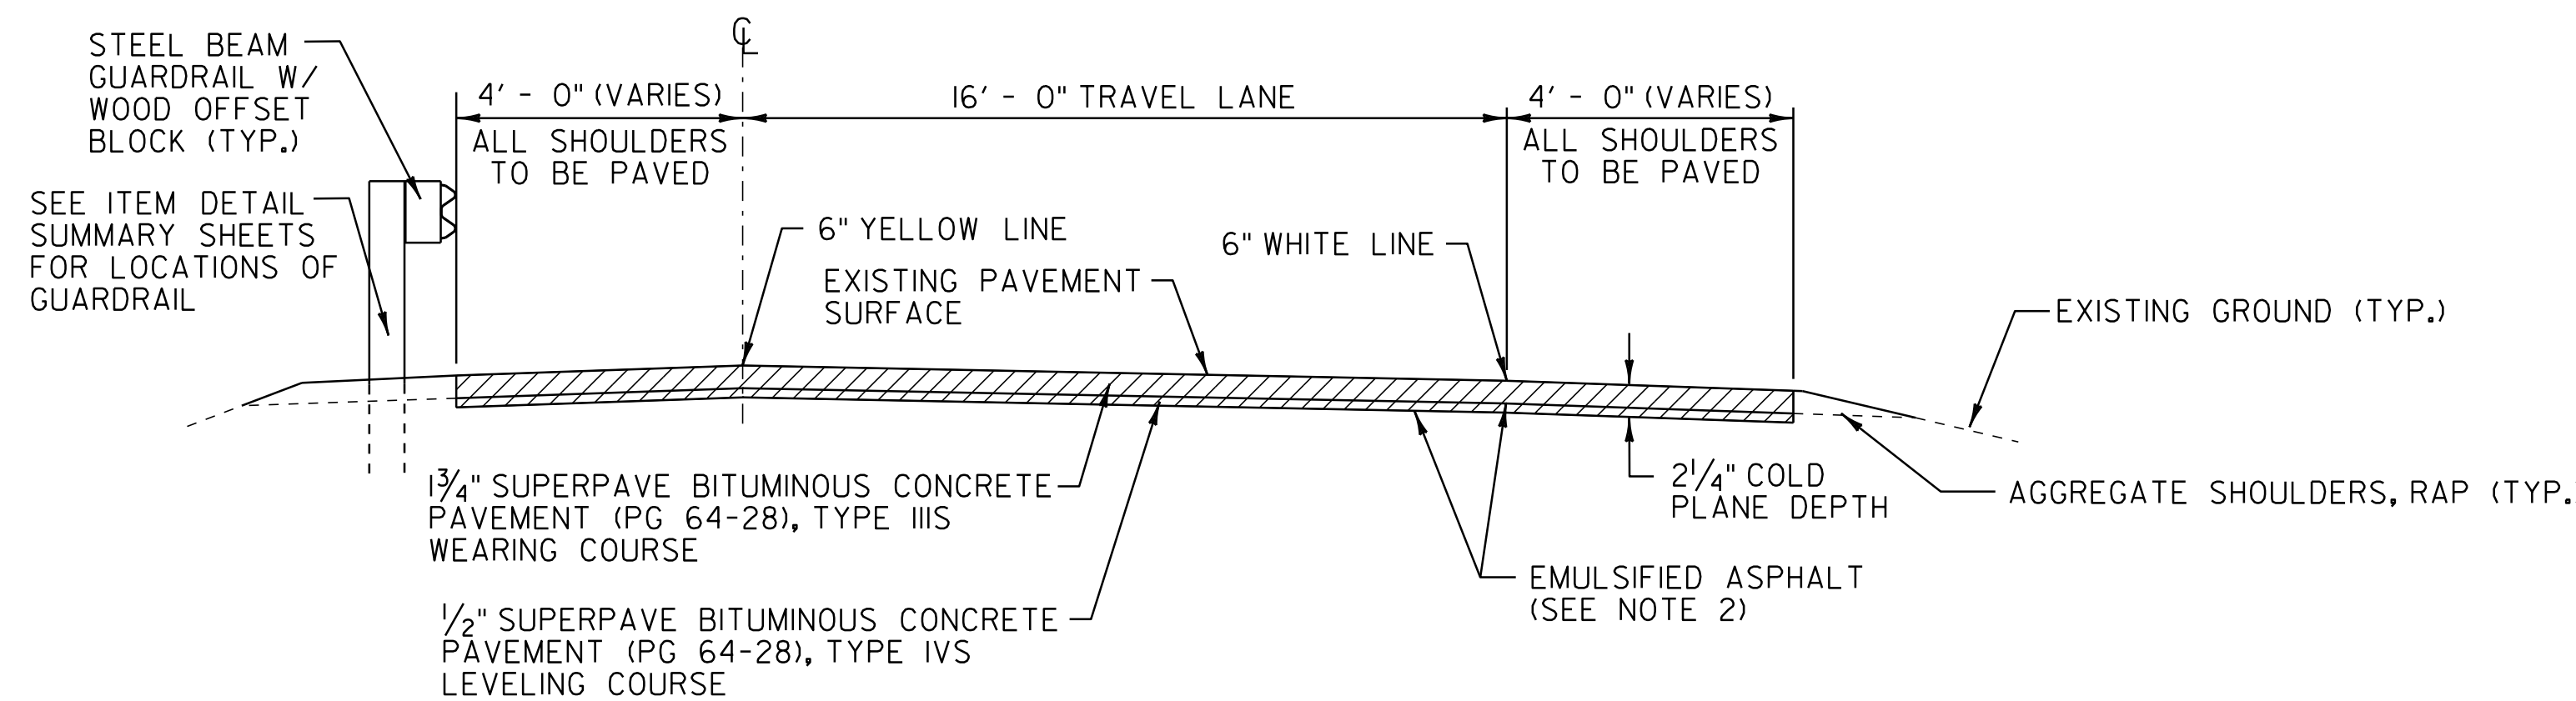 STEEL BEAM
GUARDRAIL W/
WOOD OFFSET
BLOCK (TYP.)
SEE ITEM DETAIL
SUMMARY SHEETS
FOR LOCATIONS OF
GUARDRAIL
4' - 0" (VARIES)
ALL SHOULDERS
TO BE PAVED
℄
16' - 0" TRAVEL LANE
4' - 0" (VARIES)
ALL SHOULDERS
TO BE PAVED
6" YELLOW LINE
EXISTING PAVEMENT
SURFACE
6" WHITE LINE
EXISTING GROUND (TYP.)
1¾" SUPERPAVE BITUMINOUS CONCRETE
PAVEMENT (PG 64-28), TYPE IIIS
WEARING COURSE
½" SUPERPAVE BITUMINOUS CONCRETE
PAVEMENT (PG 64-28), TYPE IVS
LEVELING COURSE
2¼" COLD
PLANE DEPTH
AGGREGATE SHOULDERS, RAP (TYP.
EMULSIFIED ASPHALT
(SEE NOTE 2)